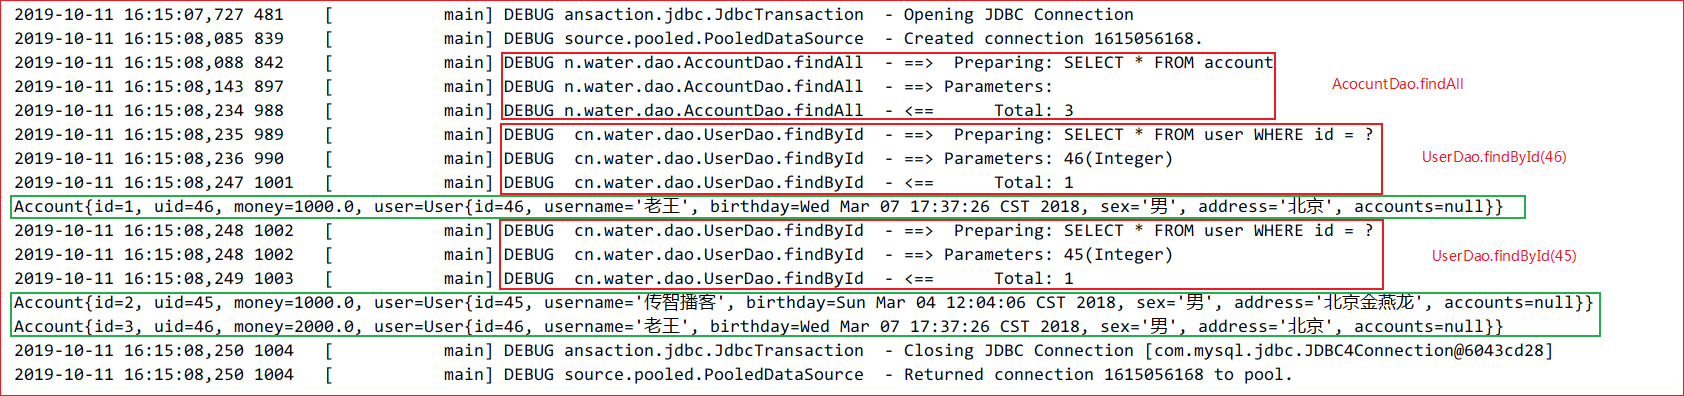 2019-10-11 16:15:07,727 481    [           main] DEBUG ansaction.jdbc.JdbcTransaction  - Opening JDBC Connection
2019-10-11 16:15:08,085 839    [           main] DEBUG source.pooled.PooledDataSource  - Created connection 1615056168.
2019-10-11 16:15:08,088 842    [           main] DEBUG n.water.dao.AccountDao.findAll  - ==>  Preparing: SELECT * FROM account
2019-10-11 16:15:08,143 897    [           main] DEBUG n.water.dao.AccountDao.findAll  - ==> Parameters:
AcocuntDao.findAll
2019-10-11 16:15:08,234 988    [           main] DEBUG n.water.dao.AccountDao.findAll  - <==      Total: 3
2019-10-11 16:15:08,235 989    [           main] DEBUG  cn.water.dao.UserDao.findById  - ==>  Preparing: SELECT * FROM user WHERE id = ?
2019-10-11 16:15:08,236 990    [           main] DEBUG  cn.water.dao.UserDao.findById  - ==> Parameters: 46(Integer)
UserDao.findById(46)
2019-10-11 16:15:08,247 1001   [           main] DEBUG  cn.water.dao.UserDao.findById  - <==      Total: 1
Account{id=1, uid=46, money=1000.0, user=User{id=46, username='老王', birthday=Wed Mar 07 17:37:26 CST 2018, sex='男', address='北京', accounts=null}}
2019-10-11 16:15:08,248 1002   [           main] DEBUG  cn.water.dao.UserDao.findById  - ==>  Preparing: SELECT * FROM user WHERE id = ?
2019-10-11 16:15:08,248 1002   [           main] DEBUG  cn.water.dao.UserDao.findById  - ==> Parameters: 45(Integer)
UserDao.findById(45)
2019-10-11 16:15:08,249 1003   [           main] DEBUG  cn.water.dao.UserDao.findById  - <==      Total: 1
Account{id=2, uid=45, money=1000.0, user=User{id=45, username='传智播客', birthday=Sun Mar 04 12:04:06 CST 2018, sex='男', address='北京金燕龙', accounts=null}}
Account{id=3, uid=46, money=2000.0, user=User{id=46, username='老王', birthday=Wed Mar 07 17:37:26 CST 2018, sex='男', address='北京', accounts=null}}
2019-10-11 16:15:08,250 1004   [           main] DEBUG ansaction.jdbc.JdbcTransaction  - Closing JDBC Connection [com.mysql.jdbc.JDBC4Connection@6043cd28]
2019-10-11 16:15:08,250 1004   [           main] DEBUG source.pooled.PooledDataSource  - Returned connection 1615056168 to pool.